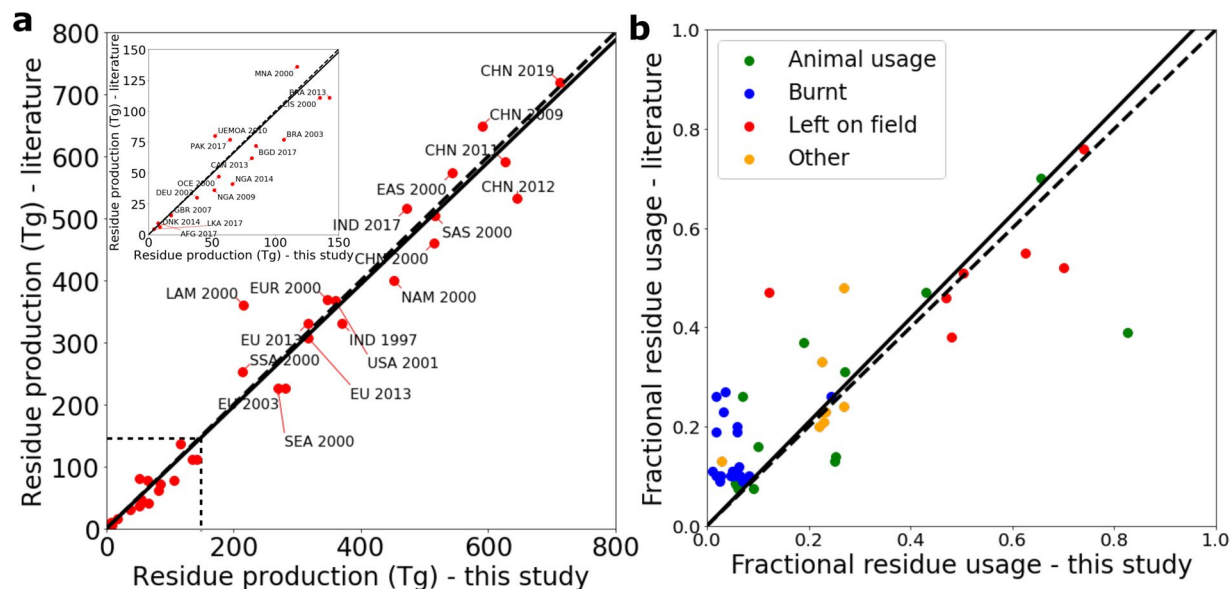 a
b
800
700
600
500
400
300
200
100
0
Residue production (Tg) - literature
0
200
400
600
800
Residue production (Tg) - this study
CHN 2019
CHN 2009
CHN 2011
EAS 2000
CHN 2012
IND 2017
SAS 2000
CHN 2000
NAM 2000
EUR 2000
LAM 2000
EU 2013
IND 1997
USA 2001
SSA 2000
EU 2013
EU 2003
SEA 2000
150
125
100
75
50
25
0
Residue production (Tg) - literature
0
50
100
150
Residue production (Tg) - this study
MNA 2000
BRA 2013
CIS 2000
UEMOA 2010
BRA 2003
PAK 2017
BGD 2017
CAN 2013
OCE 2000
NGA 2014
DEU 2003
NGA 2009
GBR 2007
DNK 2014
LKA 2017
AFG 2017
1.0
0.8
0.6
0.4
0.2
0.0
Fractional residue usage - literature
0.0
0.2
0.4
0.6
0.8
1.0
Fractional residue usage - this study
Animal usage
Burnt
Left on field
Other